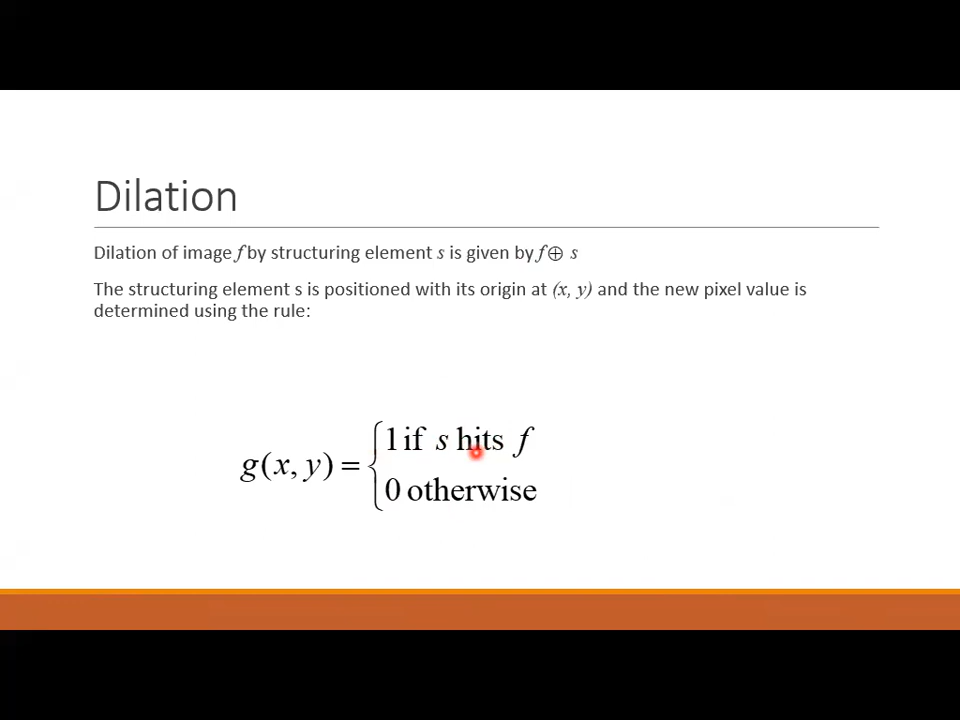 Dilation
Dilation of image f by structuring element s is given by f ⊕ s
The structuring element s is positioned with its origin at (x, y) and the new pixel value is
determined using the rule:
g(x, y) = { 1 if s hits f
0 otherwise